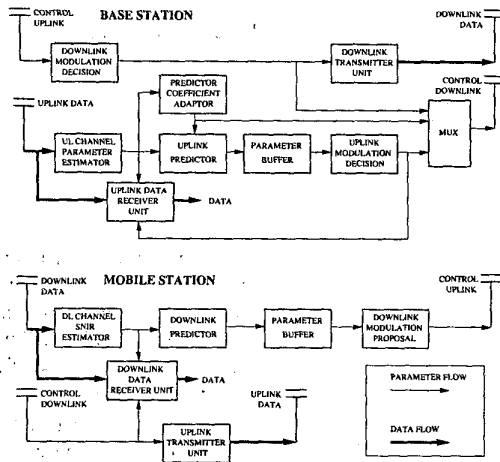 BASE STATION
CONTROL
UPLINK
DOWNLINK
DATA
DOWNLINK
MODULATION
DECISION
DOWNLINK
TRANSMITTER
UNIT
CONTROL
DOWNLINK
PREDICTOR
COEFFICIENT
ADAPTOR
UPLINK DATA
MUX
UL CHANNEL
PARAMETER
ESTIMATOR
UPLINK
PREDICTOR
PARAMETER
BUFFER
UPLINK
MODULATION
DECISION
UPLINK DATA
RECEIVER
UNIT
DATA
MOBILE STATION
DOWNLINK
DATA
CONTROL
UPLINK
DL CHANNEL
SNIR
ESTIMATOR
DOWNLINK
PREDICTOR
PARAMETER
BUFFER
DOWNLINK
MODULATION
PROPOSAL
DOWNLINK
DATA
RECEIVER UNIT
DATA
CONTROL
DOWNLINK
UPLINK
DATA
UPLINK
TRANSMITTER
UNIT
PARAMETER FLOW
DATA FLOW